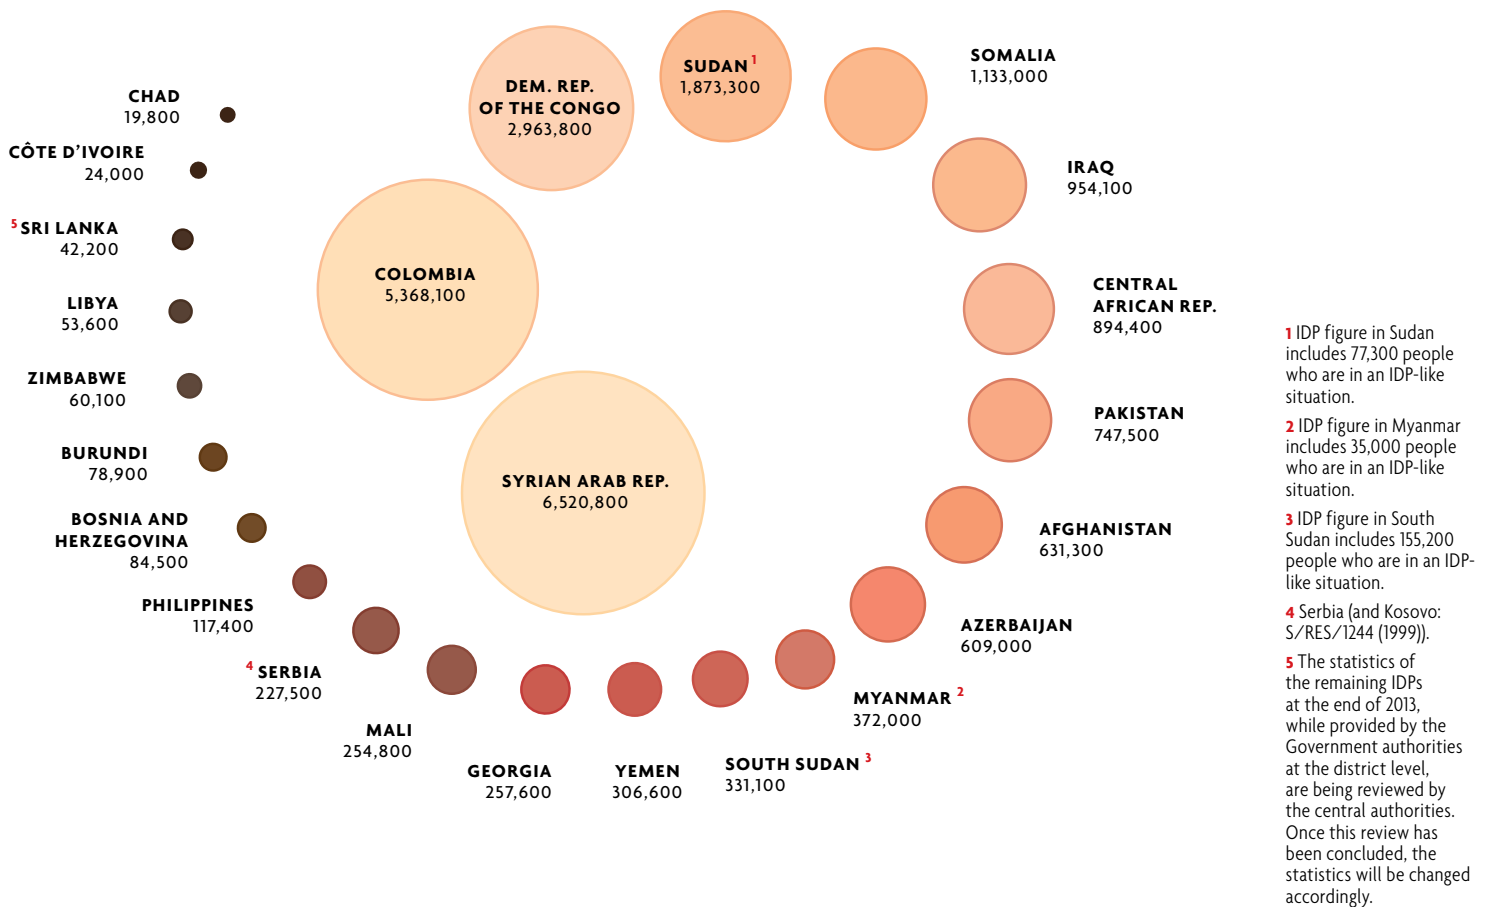 DEM. REP.
OF THE CONGO
2,963,800
SUDAN 1
1,873,300
SOMALIA
1,133,000
IRAQ
954,100
CENTRAL
AFRICAN REP.
894,400
PAKISTAN
747,500
AFGHANISTAN
631,300
AZERBAIJAN
609,000
MYANMAR 2
372,000
SOUTH SUDAN 3
331,100
YEMEN
306,600
GEORGIA
257,600
MALI
254,800
4 SERBIA
227,500
PHILIPPINES
117,400
BOSNIA AND
HERZEGOVINA
84,500
BURUNDI
78,900
ZIMBABWE
60,100
LIBYA
53,600
5 SRI LANKA
42,200
CÔTE D'IVOIRE
24,000
CHAD
19,800
COLOMBIA
5,368,100
SYRIAN ARAB REP.
6,520,800
1 IDP figure in Sudan
includes 77,300 people
who are in an IDP-like
situation.
2 IDP figure in Myanmar
includes 35,000 people
who are in an IDP-like
situation.
3 IDP figure in South
Sudan includes 155,200
people who are in an IDP-
like situation.
4 Serbia (and Kosovo:
S/RES/1244 (1999)).
5 The statistics of
the remaining IDPs
at the end of 2013,
while provided by the
Government authorities
at the district level,
are being reviewed by
the central authorities.
Once this review has
been concluded, the
statistics will be changed
accordingly.